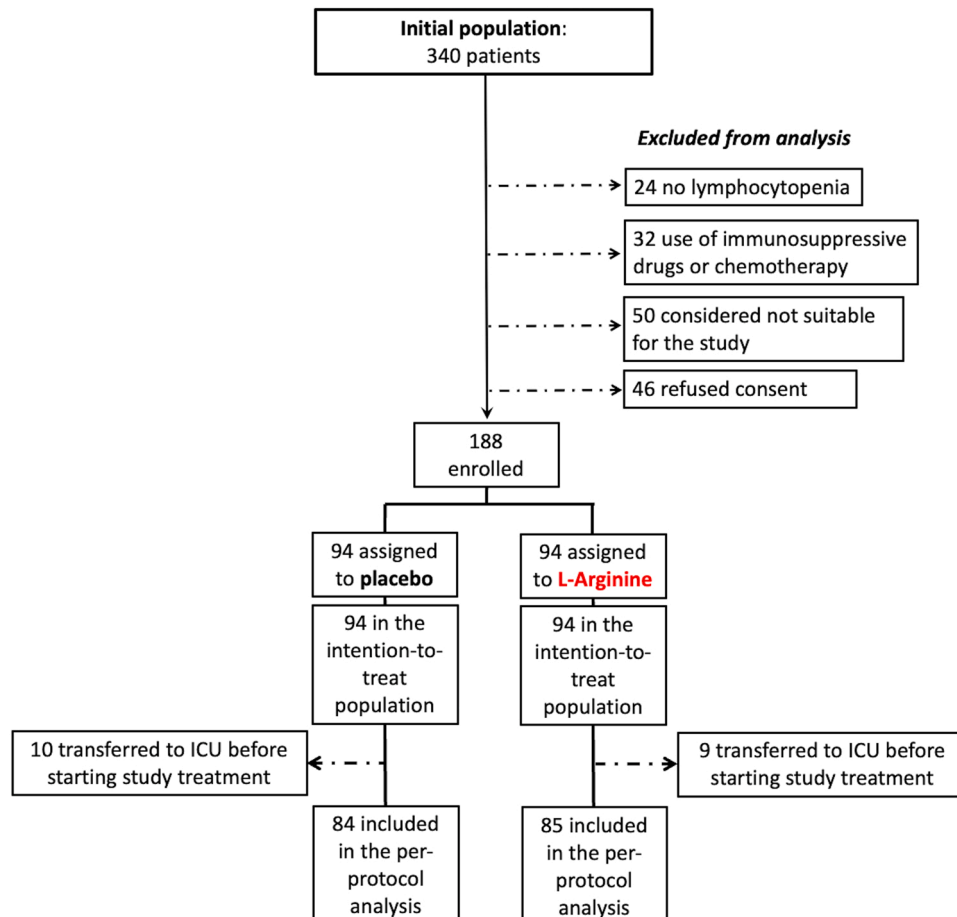 Initial population:
340 patients
Excluded from analysis
24 no lymphocytopenia
32 use of immunosuppressive
drugs or chemotherapy
50 considered not suitable
for the study
46 refused consent
188
enrolled
94 assigned
to placebo
94 assigned
to L-Arginine
94 in the
intention-to-
treat
population
94 in the
intention-to-
treat
population
10 transferred to ICU before
starting study treatment
9 transferred to ICU before
starting study treatment
84 included
in the per-
protocol
analysis
85 included
in the per-
protocol
analysis